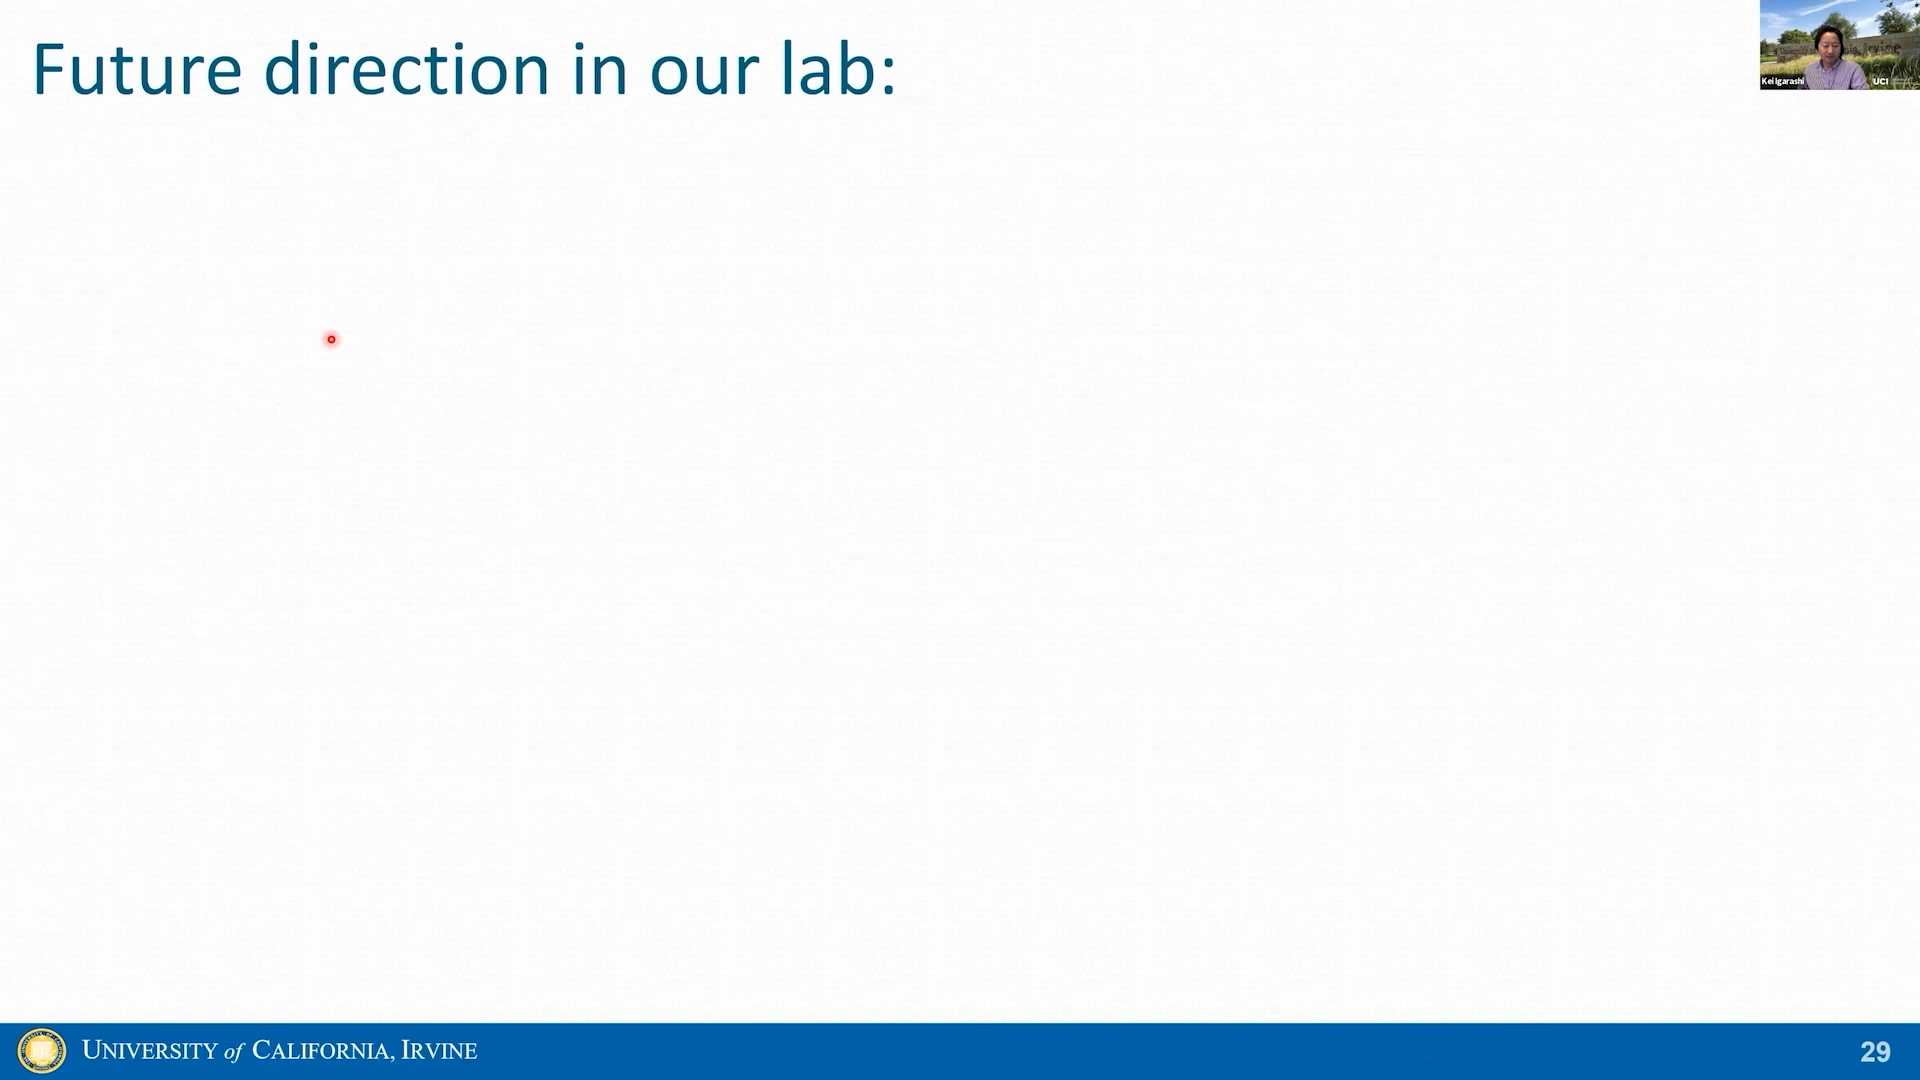 Future direction in our lab:
Kei Igarashi
UCI
UNIVERSITY of CALIFORNIA, IRVINE
29